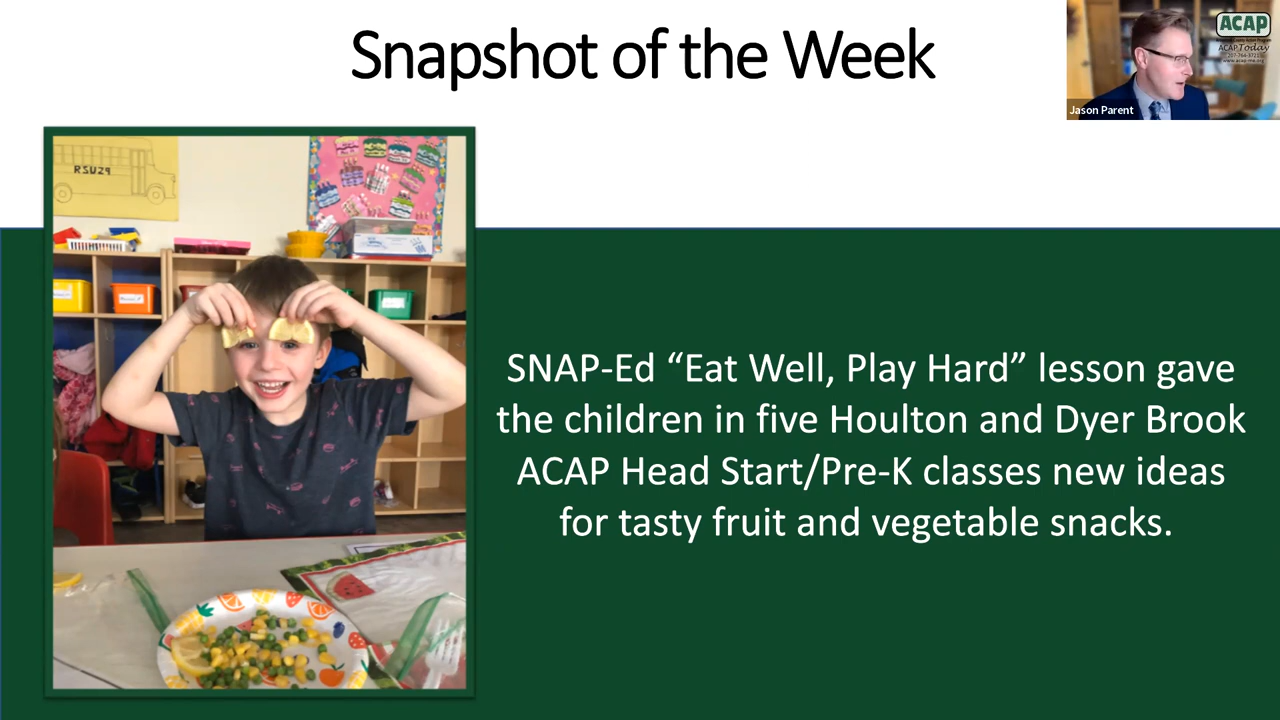 Snapshot of the Week
ACAP
ACAP Today
Jason Parent
RSU29
SNAP-Ed “Eat Well, Play Hard” lesson gave
the children in five Houlton and Dyer Brook
ACAP Head Start/Pre-K classes new ideas
for tasty fruit and vegetable snacks.